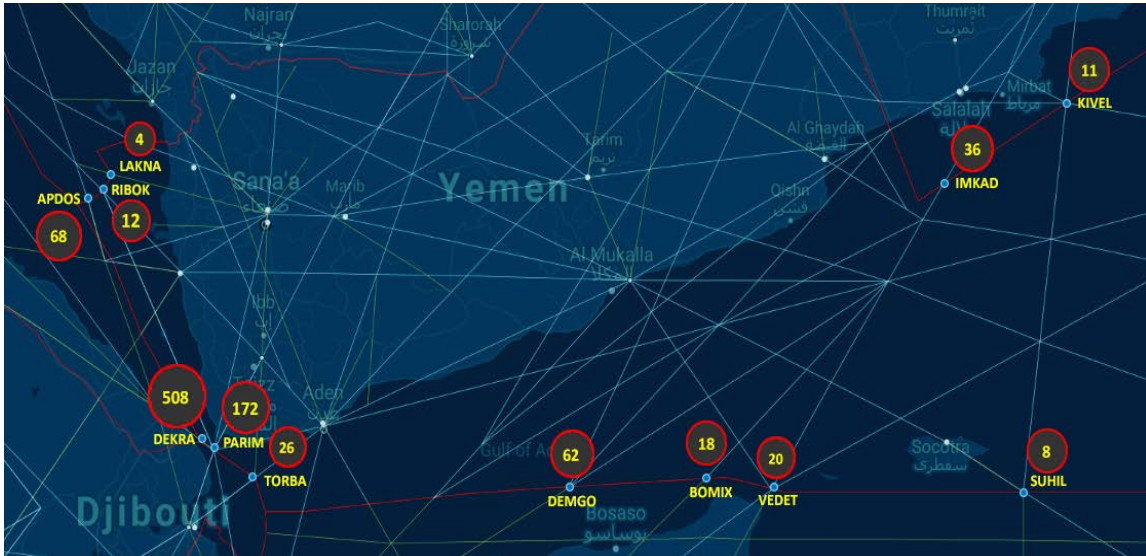 Najran
نجران
Sharorah
شرورة
Thumrait
ثمريت
Jazan
جازان
11
KIVEL
Mirbat
مرباط
Salalah
صلالة
4
LAKNA
RIBOK
APDOS
12
68
Tarim
تريم
Al Ghaydah
الغيضة
36
IMKAD
Sana'a
صنعاء
Marib
مارب
Yemen
Qishn
قشن
Al Mukalla
المكلا
Ibb
إب
508
172
DEKRA
PARIM
Aden
عدن
26
TORBA
Gulf of
62
DEMGO
18
BOMIX
20
VEDET
Socotra
سقطرى
8
SUHIL
Djibouti
Bosaso
بوساسو